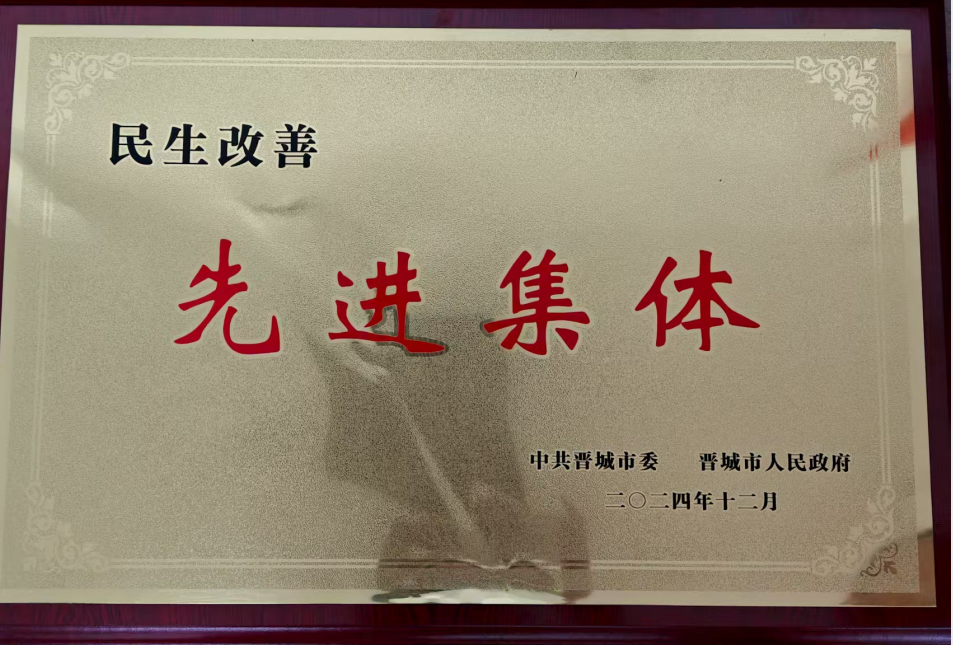 民生改善
先进集体
中共晋城市委 晋城市人民政府
二〇二四年十二月